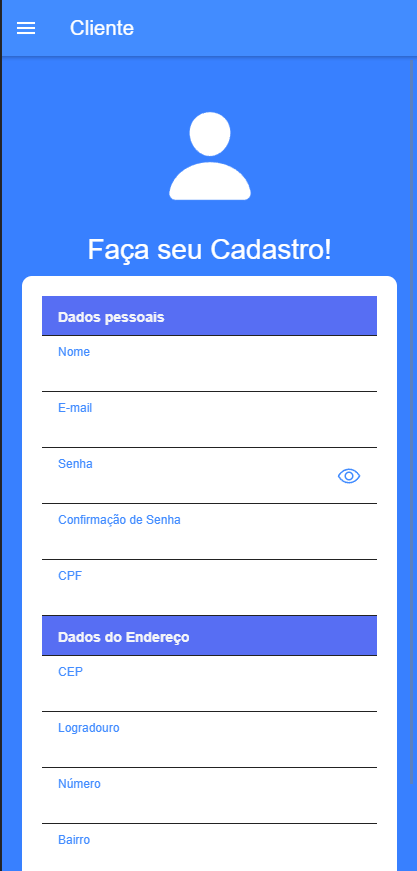 Cliente
Faça seu Cadastro!
Dados pessoais
Nome
E-mail
Senha
Confirmação de Senha
CPF
Dados do Endereço
CEP
Logradouro
Número
Bairro